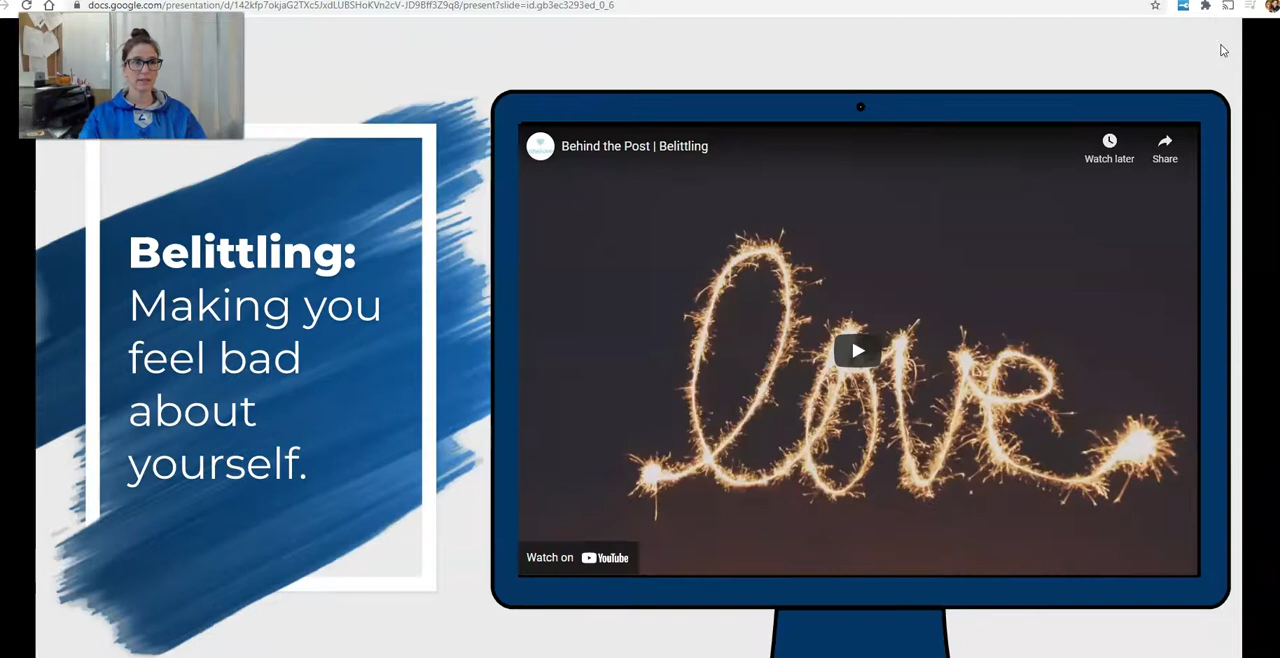 docs.google.com/presentation/d/142kfp7okjaG2TXc5JxdLUBSHoKVn2cV-JD9Bff3Z9q8/present?slide=id.gb3ec3293ed_0_6
Behind the Post | Belittling
Watch later
Share
Belittling:
Making you
feel bad
about
yourself.
love
Watch on YouTube